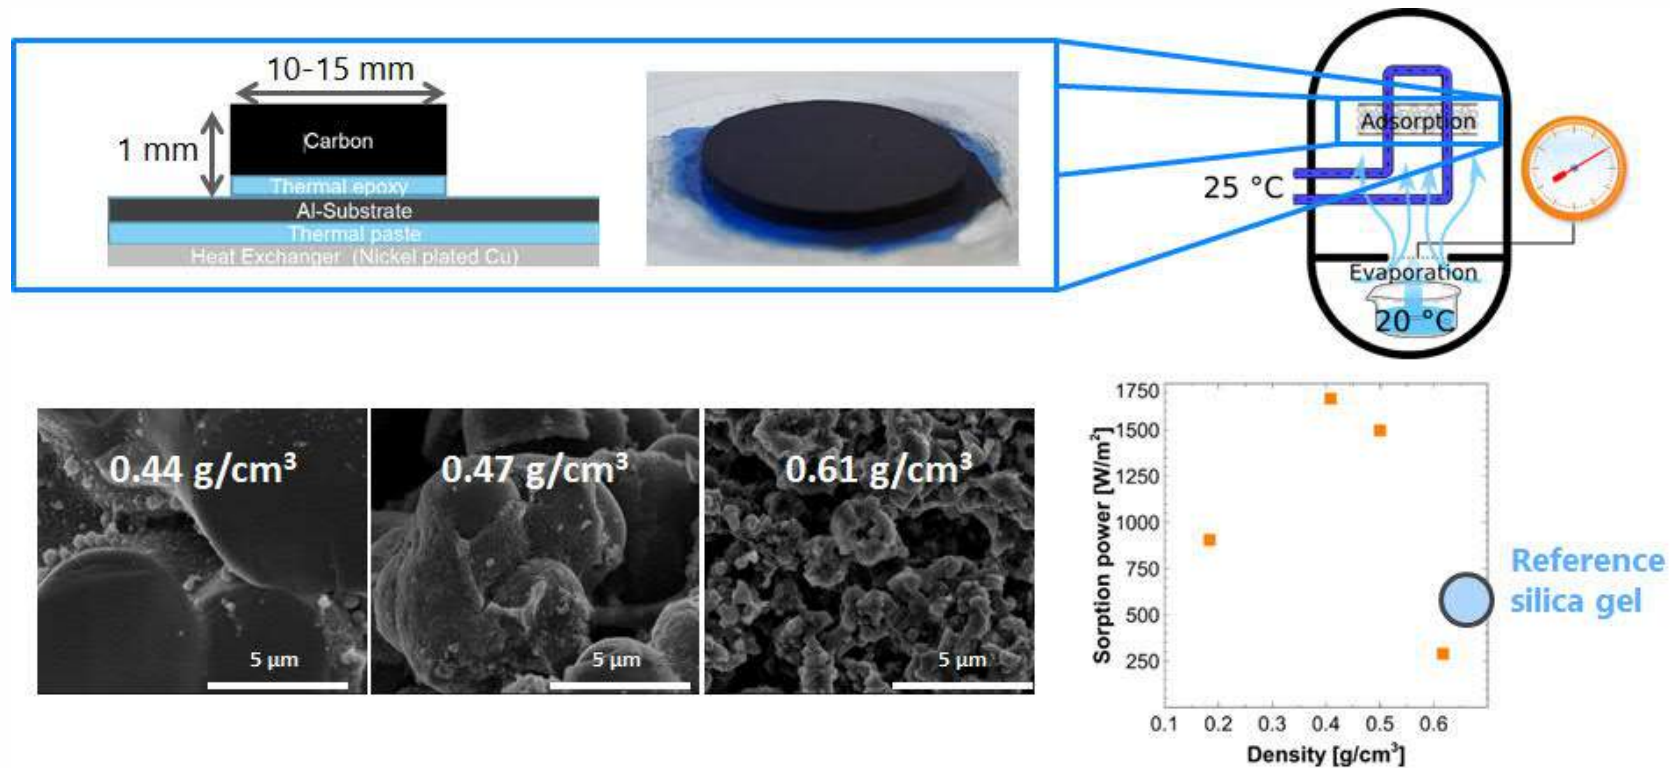 10-15 mm
1 mm
Carbon
Thermal epoxy
Al-Substrate
Thermal paste
Heat Exchanger (Nickel plated Cu)
Adsorption
25 °C
Evaporation
20 °C
0.44 g/cm³
5 µm
0.47 g/cm³
5 µm
0.61 g/cm³
5 µm
Sorption power [W/m²]
1750
1500
1250
1000
750
500
250
0.1 0.2 0.3 0.4 0.5 0.6
Density [g/cm³]
Reference
silica gel